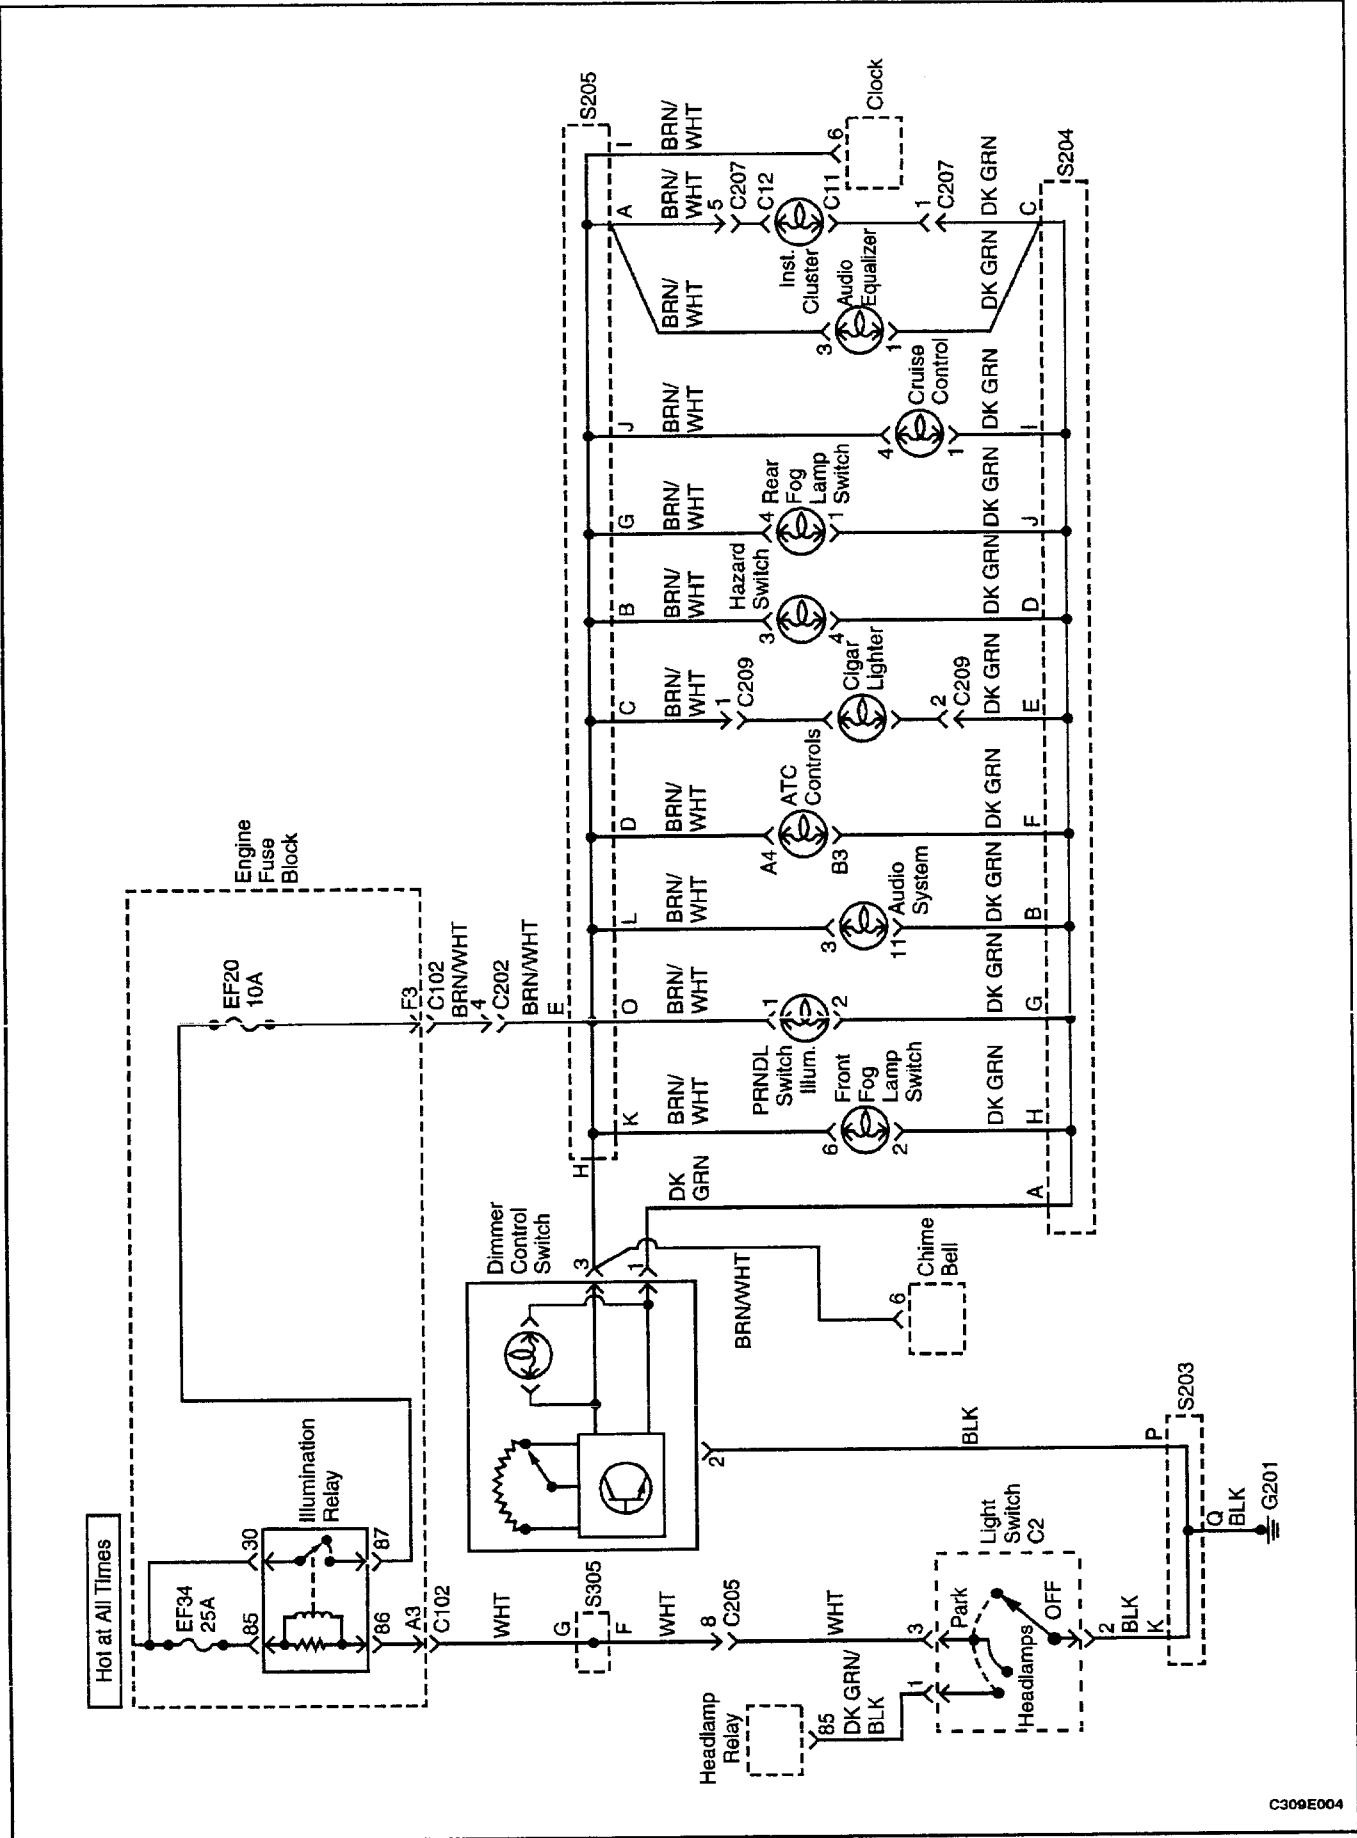 Hot at All Times
EF34
25A
85
30
Illumination
Relay
86
87
A3
C102
EF20
10A
Engine
Fuse
Block
F3
C102
BRN/WHT
4
C202
BRN/WHT
E
WHT
G
S305
F
WHT
8
C205
WHT
3
Headlamp
Relay
85
DK GRN/
BLK
1
Park
Headlamps
OFF
Light
Switch
C2
2
BLK
K
BLK
P
S203
Q
BLK
G201
Dimmer
Control
Switch
3
1
2
BRN/WHT
6
Chime
Bell
H
DK
GRN
A
S205
K
BRN/
WHT
6
Front
Fog
Lamp
Switch
2
DK GRN
H
O
BRN/
WHT
1
PRNDL
Switch
Illum.
2
DK GRN
G
L
BRN/
WHT
3
Audio
System
11
DK GRN
B
D
BRN/
WHT
A4
ATC
Controls
B3
DK GRN
F
C
BRN/
WHT
1
C209
Cigar
Lighter
2
C209
DK GRN
E
B
BRN/
WHT
3
Hazard
Switch
4
DK GRN
D
G
BRN/
WHT
4
Rear
Fog
Lamp
Switch
1
DK GRN
J
J
BRN/
WHT
4
Cruise
Control
1
DK GRN
I
BRN/
WHT
3
Audio
Equalizer
1
DK GRN
A
BRN/
WHT
5
C207
C12
Inst.
Cluster
C11
1
C207
DK GRN
C
I
BRN/
WHT
6
Clock
S204
C309E004